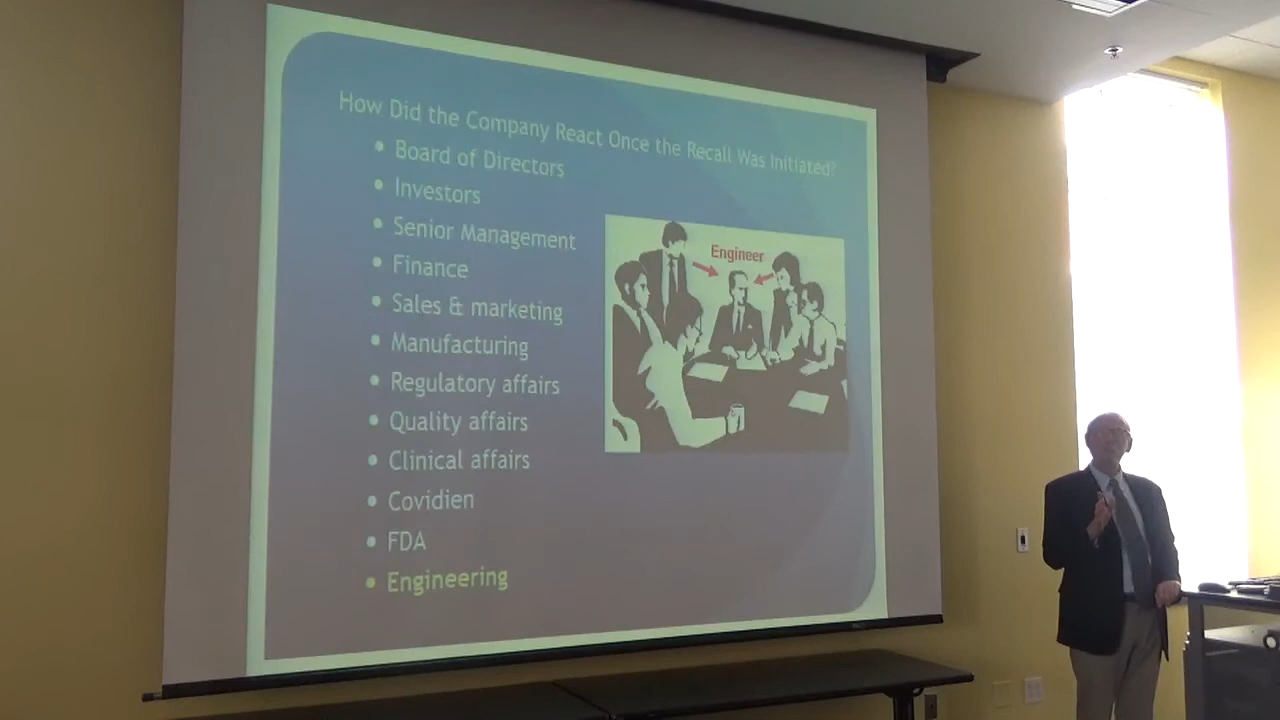 How Did the Company React Once the Recall Was Initiated?
• Board of Directors
• Investors
• Senior Management
• Finance
• Sales & marketing
• Manufacturing
• Regulatory affairs
• Quality affairs
• Clinical affairs
• Covidien
• FDA
• Engineering
Engineer